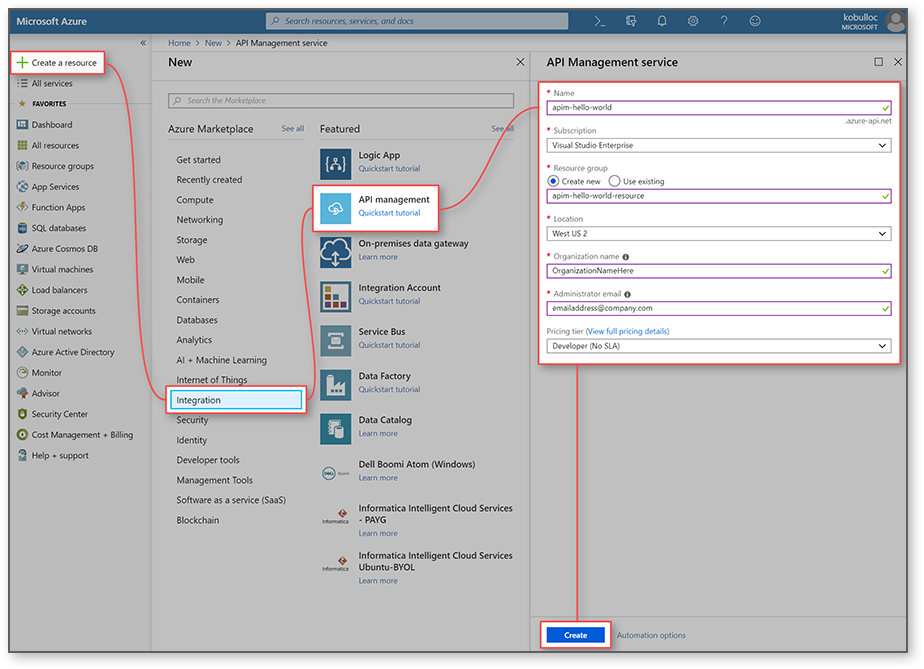 Microsoft Azure
Search resources, services, and docs
kobulloc
MICROSOFT
Home > New > API Management service
Create a resource
All services
FAVORITES
Dashboard
All resources
Resource groups
App Services
Function Apps
SQL databases
Azure Cosmos DB
Virtual machines
Load balancers
Storage accounts
Virtual networks
Azure Active Directory
Monitor
Advisor
Security Center
Cost Management + Billing
Help + support
New
Search the Marketplace
Azure Marketplace See all
Get started
Recently created
Compute
Networking
Storage
Web
Mobile
Containers
Databases
Analytics
AI + Machine Learning
Internet of Things
Integration
Security
Identity
Developer tools
Management Tools
Software as a service (SaaS)
Blockchain
Featured See all
Logic App
Quickstart tutorial
API management
Quickstart tutorial
On-premises data gateway
Learn more
Integration Account
Quickstart tutorial
Service Bus
Quickstart tutorial
Data Factory
Quickstart tutorial
Data Catalog
Learn more
DELL Boomi
Dell Boomi Atom (Windows)
Learn more
Informatica
Informatica Intelligent Cloud Services
- PAYG
Learn more
Informatica
Informatica Intelligent Cloud Services
Ubuntu-BYOL
Learn more
API Management service
* Name
apim-hello-world
.azure-api.net
* Subscription
Visual Studio Enterprise
* Resource group
Create new Use existing
apim-hello-world-resource
* Location
West US 2
* Organization name
OrganizationNameHere
* Administrator email
emailaddress@company.com
Pricing tier (View full pricing details)
Developer (No SLA)
Create Automation options